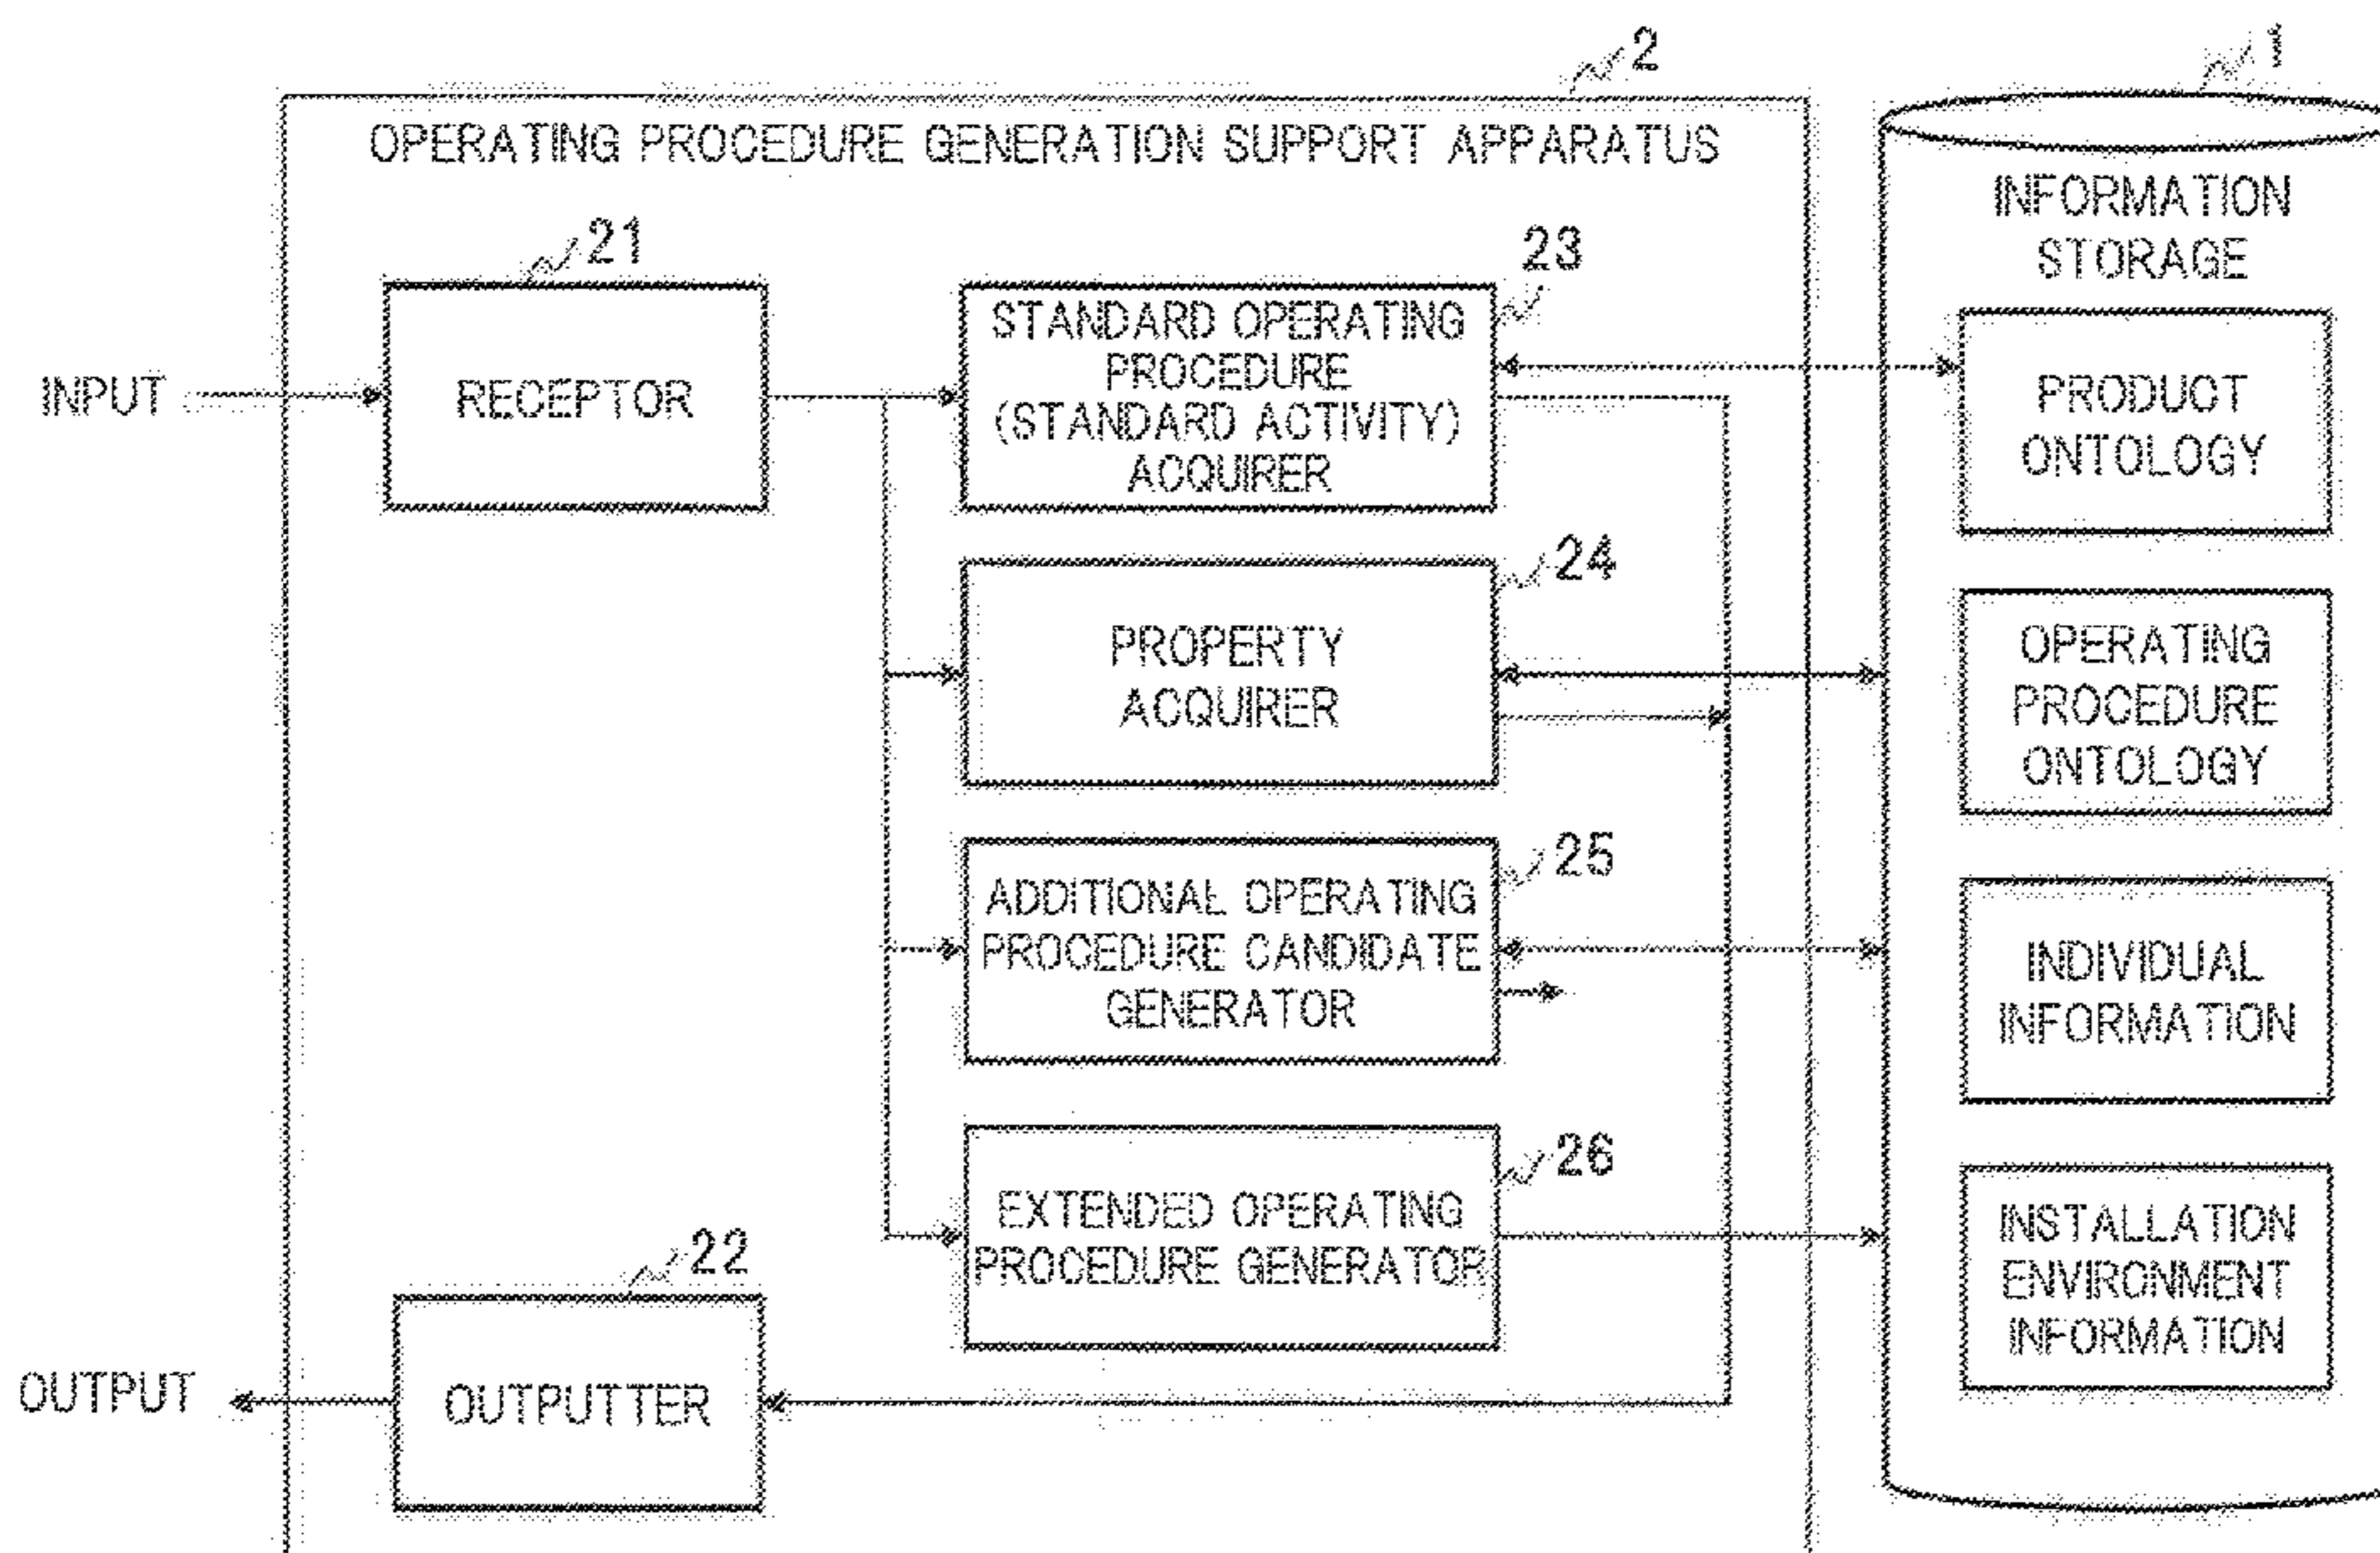 2
1
OPERATING PROCEDURE GENERATION SUPPORT APPARATUS
INFORMATION
STORAGE
21
23
INPUT
RECEPTOR
STANDARD OPERATING
PROCEDURE
(STANDARD ACTIVITY)
ACQUIRER
PRODUCT
ONTOLOGY
24
PROPERTY
ACQUIRER
OPERATING
PROCEDURE
ONTOLOGY
25
ADDITIONAL OPERATING
PROCEDURE CANDIDATE
GENERATOR
INDIVIDUAL
INFORMATION
26
EXTENDED OPERATING
PROCEDURE GENERATOR
INSTALLATION
ENVIRONMENT
INFORMATION
22
OUTPUT
OUTPUTTER